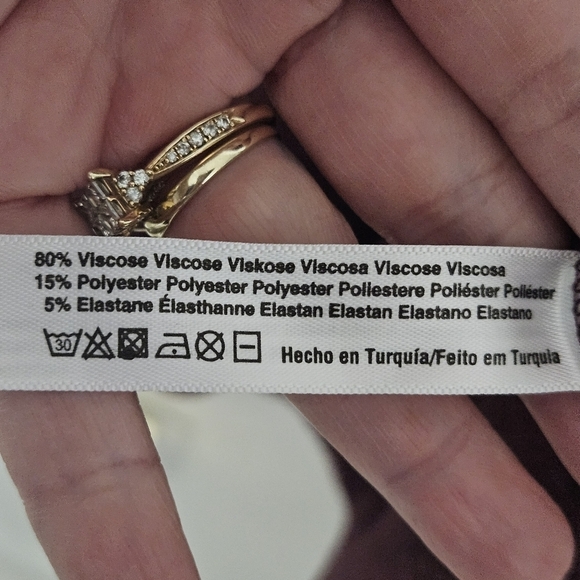 80% Viscose Viscose Viskose Viscosa Viscose Viscosa
15% Polyester Polyester Polyester Poliestere Poliéster Poliéster
5% Elastane Élasthanne Elastan Elastan Elastano Elastano
30 Hecho en Turquía/Feito em Turquia